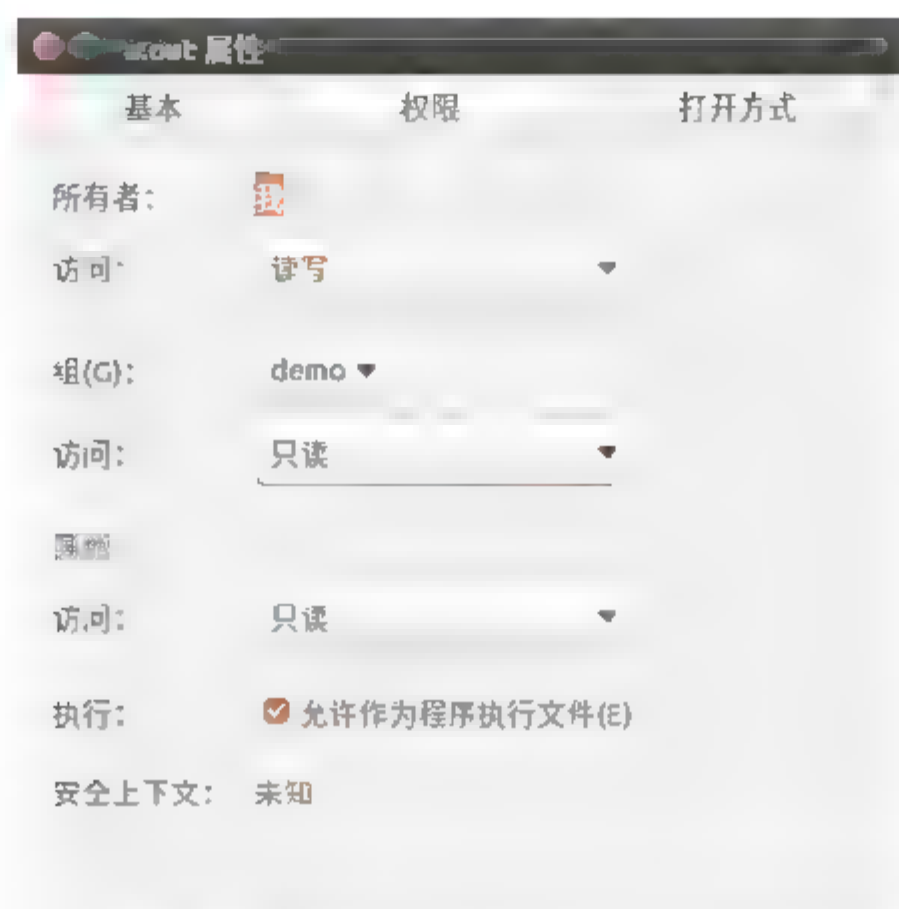 属性
基本 权限 打开方式
所有者： 我
访问： 读写
组(G)： demo
访问： 只读
访问： 只读
执行： 允许作为程序执行文件(E)
安全上下文： 未知